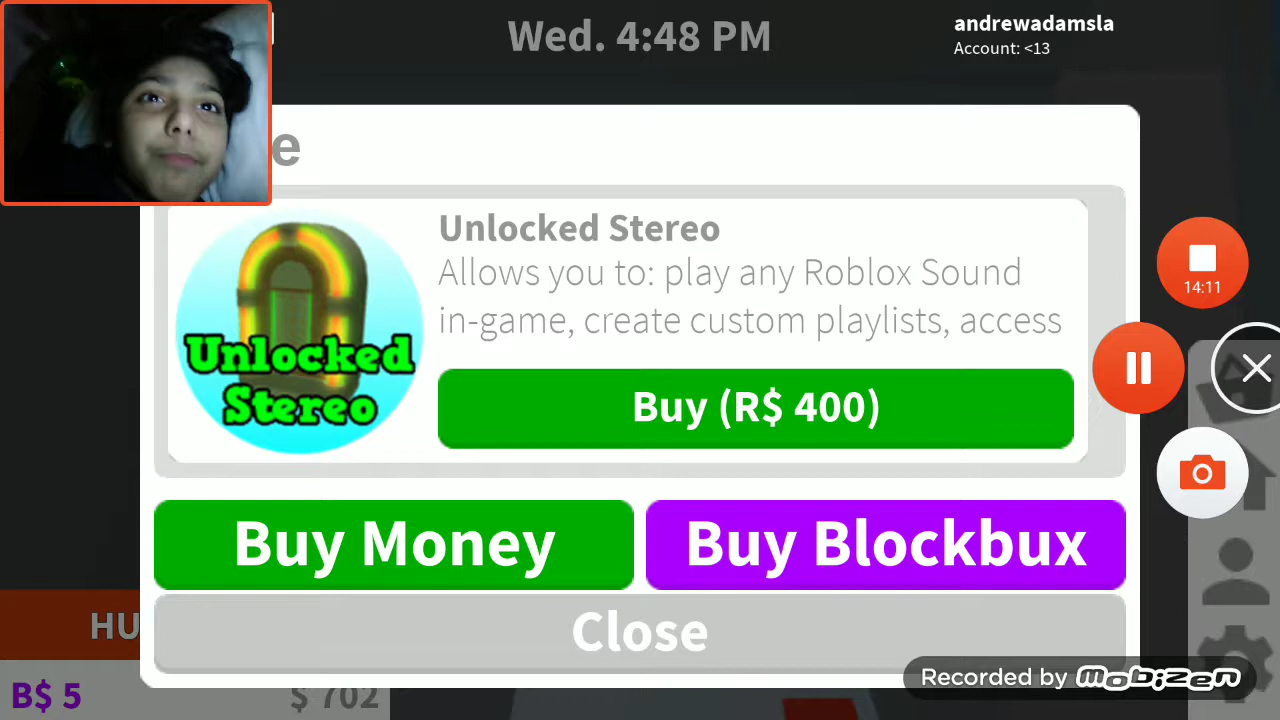 Wed. 4:48 PM
andrewadamsla
Account: <13
e
Unlocked Stereo
Allows you to: play any Roblox Sound
in-game, create custom playlists, access
Unlocked
Stereo
Buy (R$ 400)
14:11
Buy Money
Buy Blockbux
Close
HU
B$ 5
$ 702
Recorded by mobizen